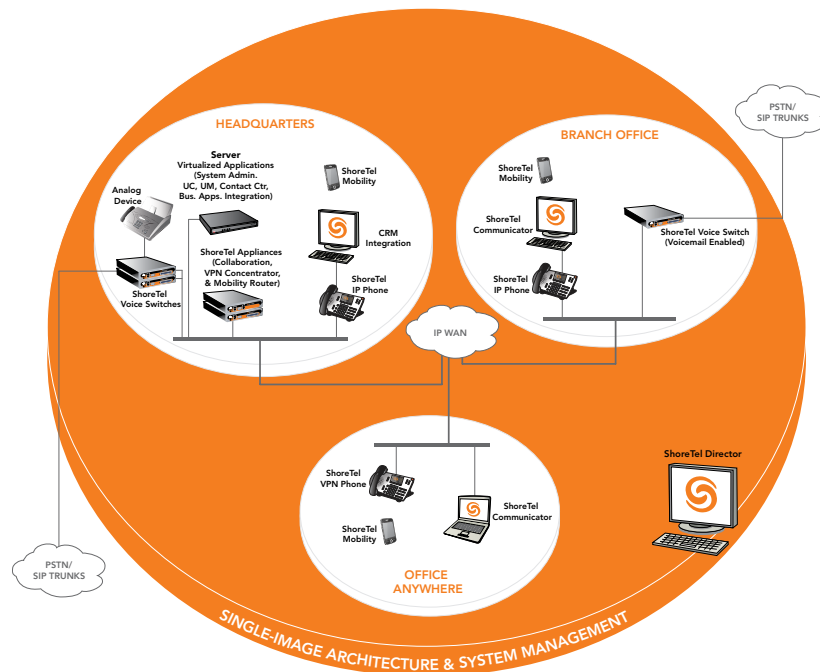 HEADQUARTERS
Server
Virtualized Applications
(System Admin.
UC, UM, Contact Ctr,
Bus. Apps. Integration)
Analog
Device
ShoreTel
Mobility
CRM
Integration
ShoreTel Appliances
(Collaboration,
VPN Concentrator,
& Mobility Router)
ShoreTel
IP Phone
ShoreTel
Voice Switches
BRANCH OFFICE
ShoreTel
Mobility
ShoreTel
Communicator
ShoreTel Voice Switch
(Voicemail Enabled)
ShoreTel
IP Phone
PSTN/
SIP TRUNKS
IP WAN
ShoreTel
VPN Phone
ShoreTel
Communicator
ShoreTel
Mobility
OFFICE
ANYWHERE
ShoreTel Director
PSTN/
SIP TRUNKS
SINGLE-IMAGE ARCHITECTURE & SYSTEM MANAGEMENT